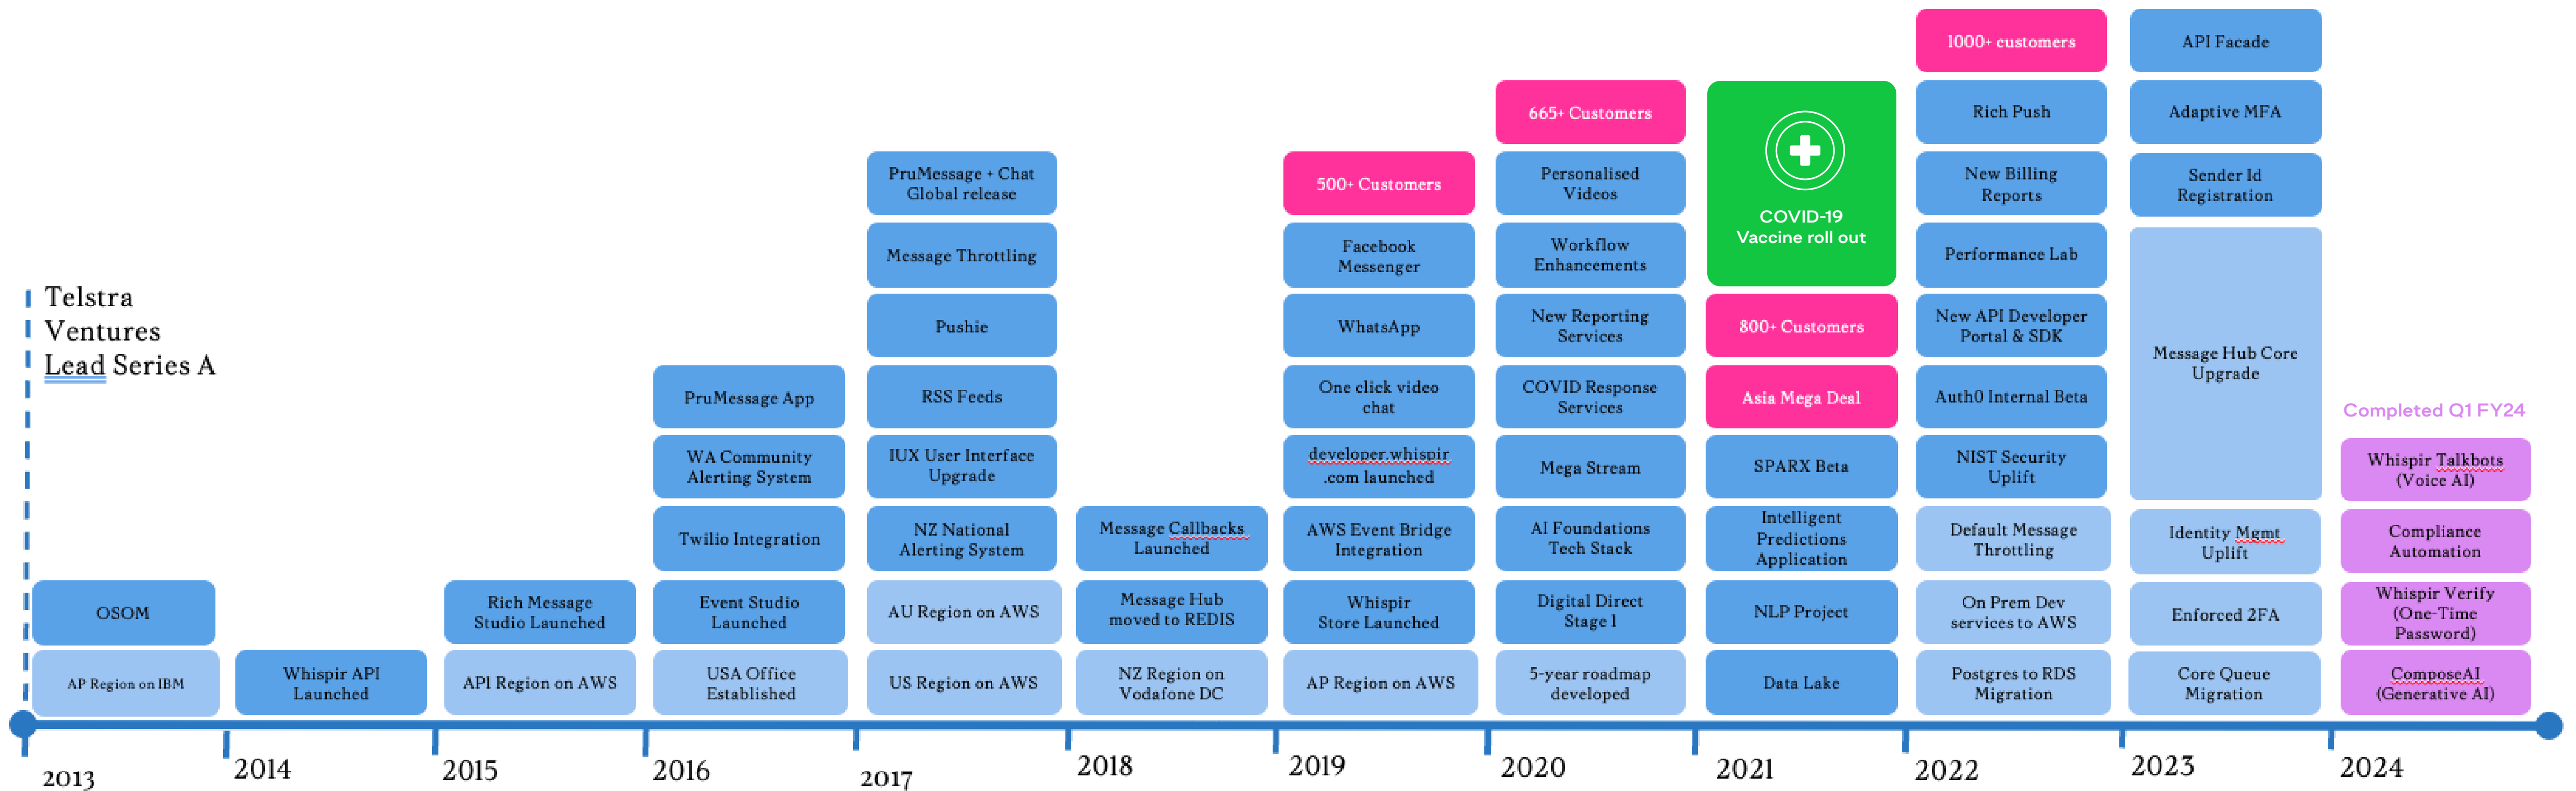 Telstra
Ventures
Lead Series A
OSOM
AP Region on IBM
2013
Whispir API
Launched
2014
Rich Message
Studio Launched
API Region on AWS
2015
PruMessage App
WA Community
Alerting System
Twilio Integration
Event Studio
Launched
USA Office
Established
2016
PruMessage + Chat
Global release
Message Throttling
Pushie
RSS Feeds
IUX User Interface
Upgrade
NZ National
Alerting System
AU Region on AWS
US Region on AWS
2017
Message Callbacks
Launched
Message Hub
moved to REDIS
NZ Region on
Vodafone DC
2018
500+ Customers
Facebook
Messenger
WhatsApp
One click video
chat
developer.whispir
.com launched
AWS Event Bridge
Integration
Whispir
Store Launched
AP Region on AWS
2019
665+ Customers
Personalised
Videos
Workflow
Enhancements
New Reporting
Services
COVID Response
Services
Mega Stream
AI Foundations
Tech Stack
Digital Direct
Stage 1
5-year roadmap
developed
2020
COVID-19
Vaccine roll out
800+ Customers
Asia Mega Deal
SPARX Beta
Intelligent
Predictions
Application
NLP Project
Data Lake
2021
1000+ customers
Rich Push
New Billing
Reports
Performance Lab
New API Developer
Portal & SDK
Auth0 Internal Beta
NIST Security
Uplift
Default Message
Throttling
On Prem Dev
services to AWS
Postgres to RDS
Migration
2022
API Facade
Adaptive MFA
Sender Id
Registration
Message Hub Core
Upgrade
Identity Mgmt
Uplift
Enforced 2FA
Core Queue
Migration
2023
Completed Q1 FY24
Whispir Talkbots
(Voice AI)
Compliance
Automation
Whispir Verify
(One-Time
Password)
ComposeAI
(Generative AI)
2024